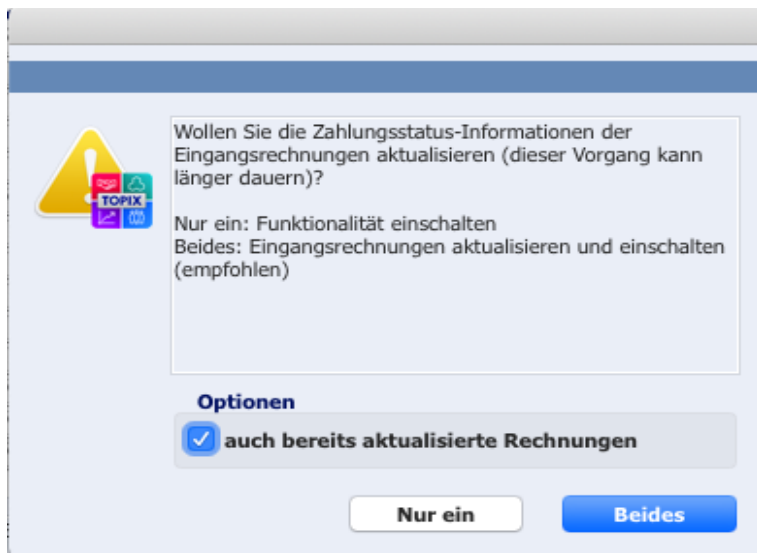 Wollen Sie die Zahlungsstatus-Informationen der
Eingangsrechnungen aktualisieren (dieser Vorgang kann
länger dauern)?
Nur ein: Funktionalität einschalten
Beides: Eingangsrechnungen aktualisieren und einschalten
(empfohlen)
TOPIX
Optionen
auch bereits aktualisierte Rechnungen
Nur ein
Beides